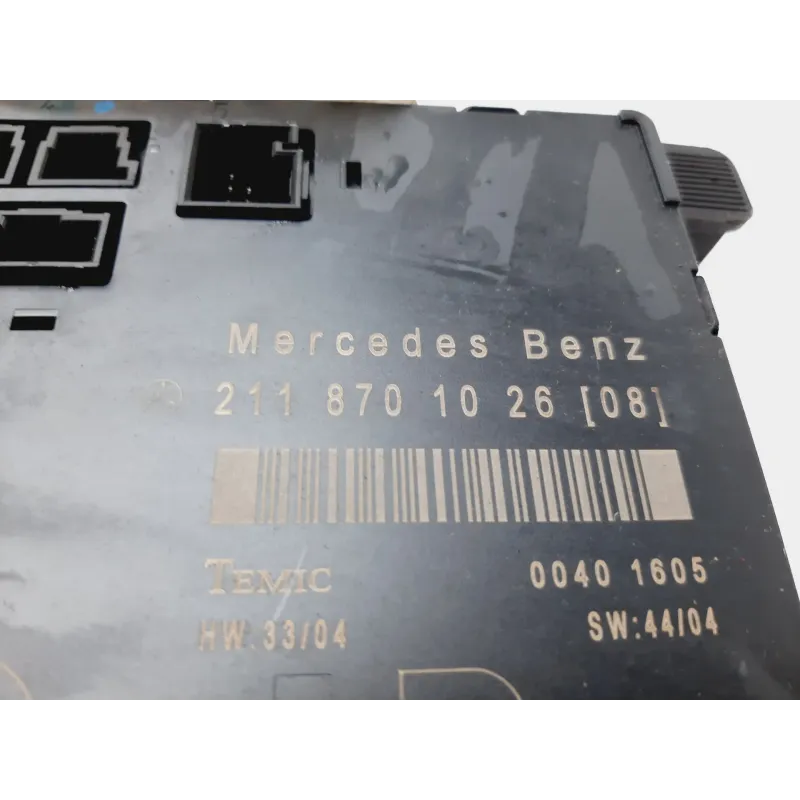 Mercedes Benz
211 870 10 26 [08]
TEMIC 0040 1605
HW:33/04 SW:44/04